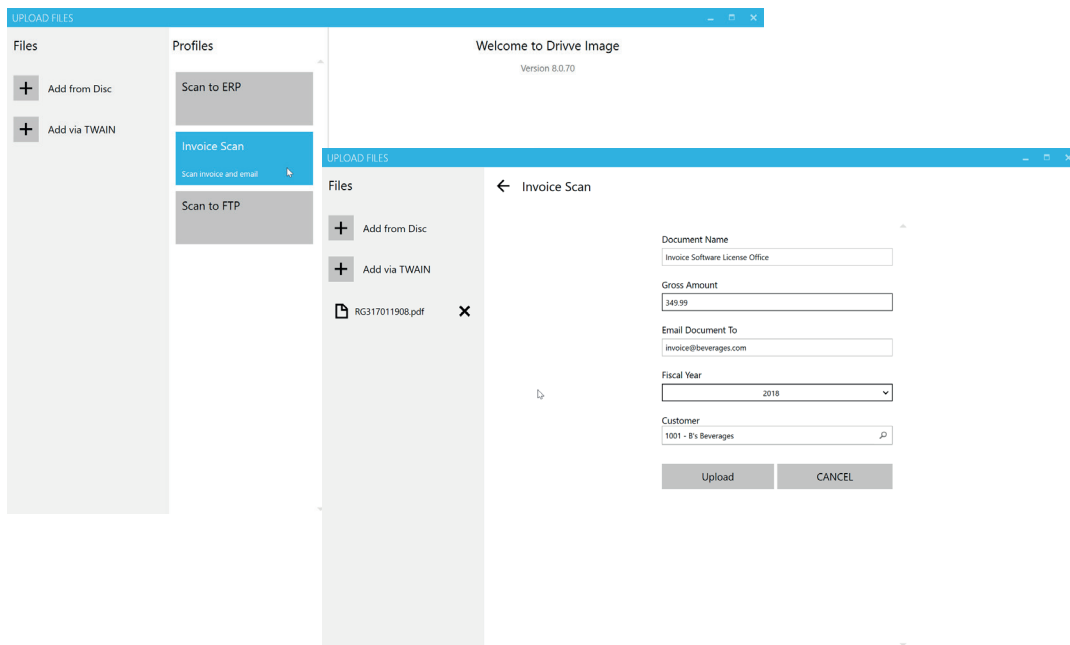 UPLOAD FILES
Files
Add from Disc
Add via TWAIN
Profiles
Scan to ERP
Invoice Scan
Scan invoice and email
Scan to FTP
Welcome to Drivve Image
Version 8.0.70
UPLOAD FILES
Files
Add from Disc
Add via TWAIN
RG317011908.pdf
Invoice Scan
Document Name
Invoice Software License Office
Gross Amount
349.99
Email Document To
invoice@beverages.com
Fiscal Year
2018
Customer
1001 - B's Beverages
Upload
CANCEL